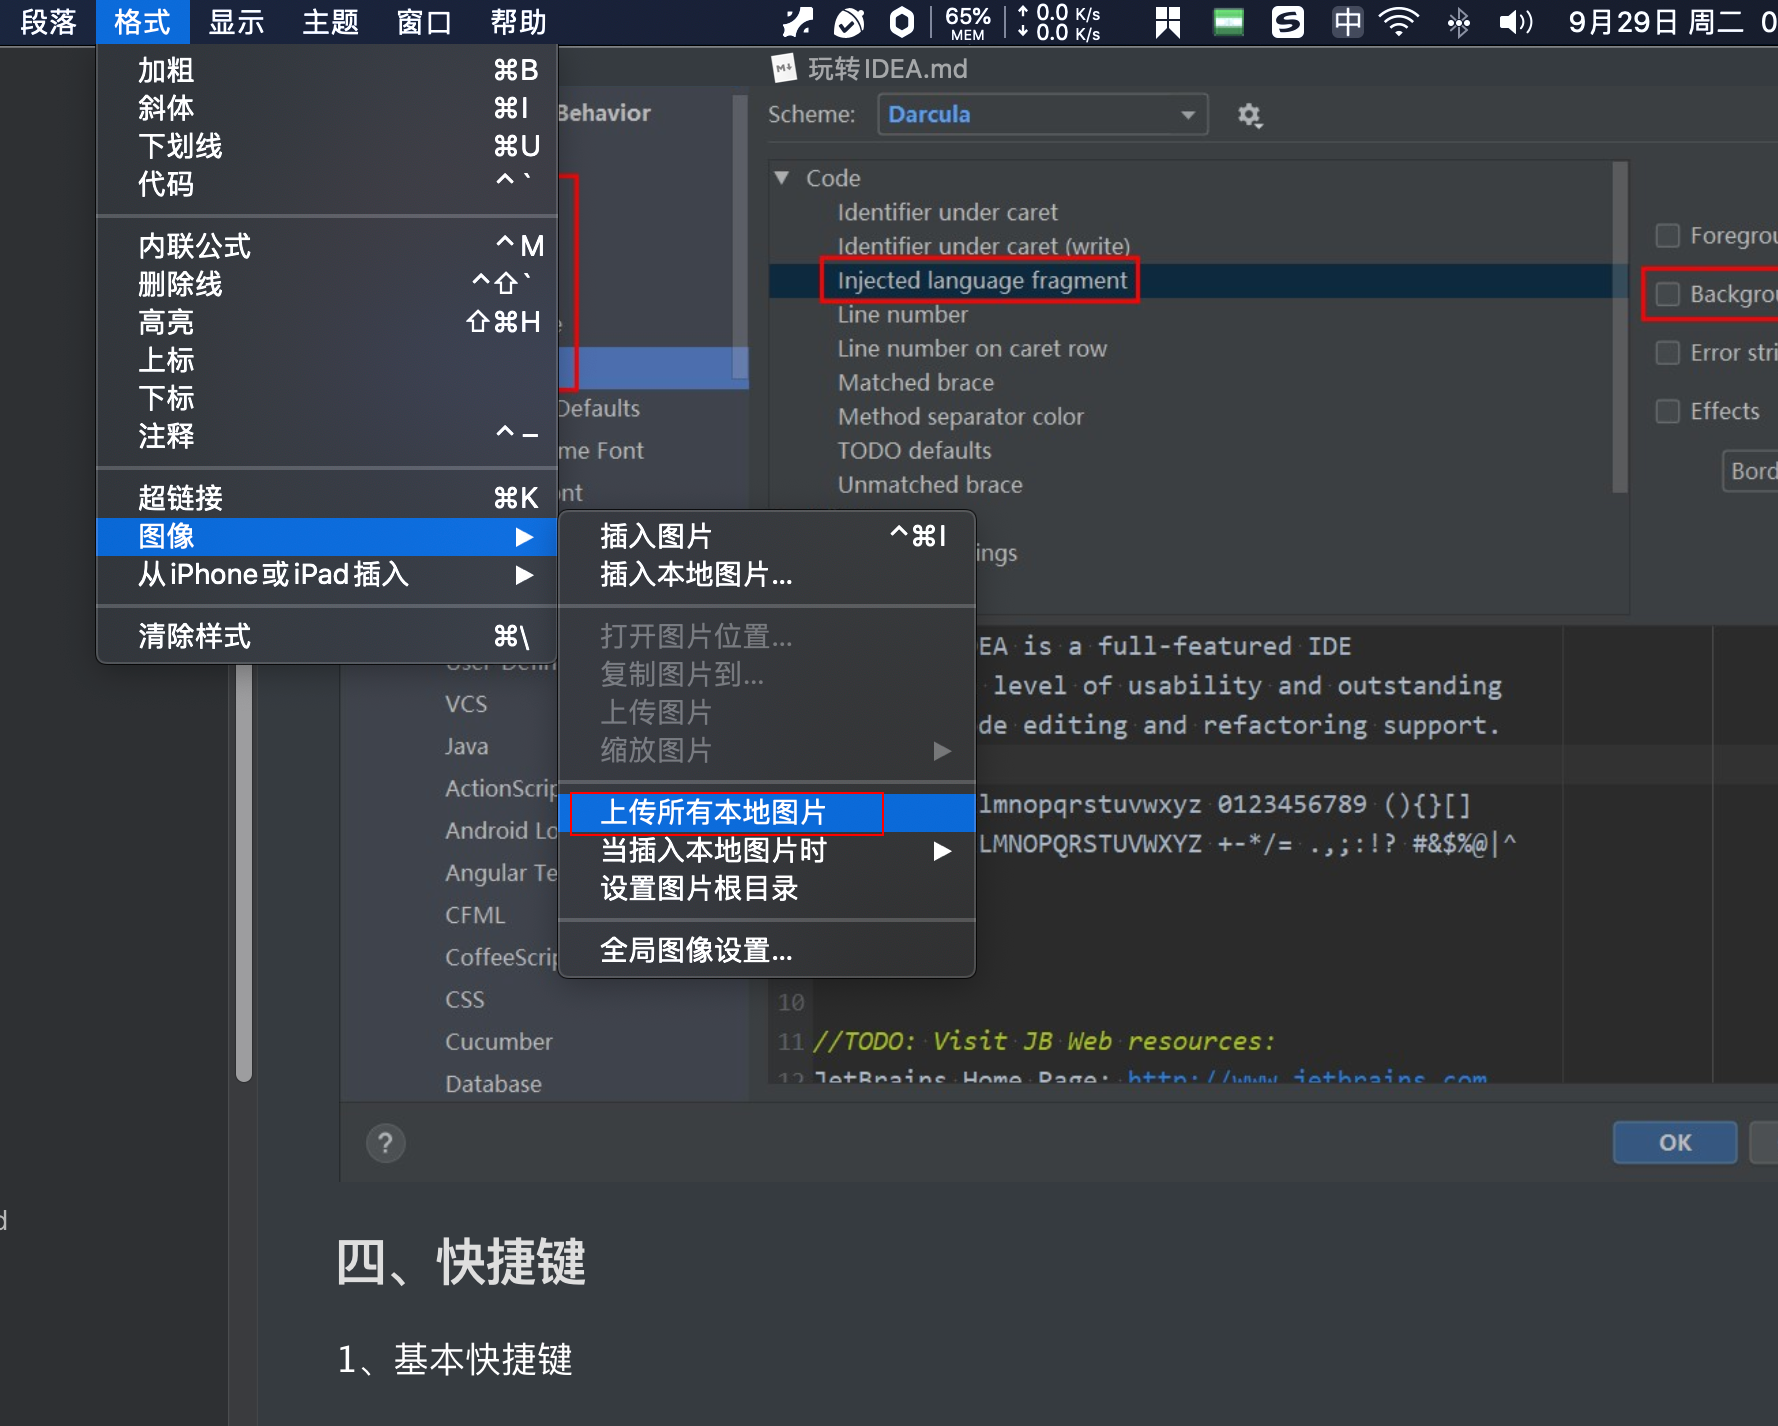 段落 格式 显示 主题 窗口 帮助 65% MEM 0.0 K/s 0.0 K/s 中 9月29日 周二 0
玩转IDEA.md
加粗 ⌘B
斜体 ⌘I
下划线 ⌘U
代码 ^`
内联公式 ^M
删除线 ^⇧`
高亮 ⇧⌘H
上标
下标
注释 ^–
超链接 ⌘K
图像
从iPhone或iPad插入
清除样式 ⌘\
插入图片 ^⌘I
插入本地图片...
打开图片位置...
复制图片到...
上传图片
缩放图片
上传所有本地图片
当插入本地图片时
设置图片根目录
全局图像设置...
Behavior
Defaults
me Font
nt
VCS
Java
ActionScrip
Android Lo
Angular Te
CFML
CoffeeScrip
CSS
Cucumber
Database
Scheme: Darcula
Code
Identifier under caret
Identifier under caret (write)
Injected language fragment
Line number
Line number on caret row
Matched brace
Method separator color
TODO defaults
Unmatched brace
ings
Foregrou
Backgrou
Error stri
Effects
Bord
EA is a full-featured IDE
level of usability and outstanding
de editing and refactoring support.
lmnopqrstuvwxyz 0123456789 (){}[]
LMNOPQRSTUVWXYZ +-*/= .,;:!? #&$%@|^
10
11 //TODO: Visit JB Web resources:
12 JetBrains Home Page: http://www.jetbrains.com
? OK
d
四、快捷键
1、基本快捷键